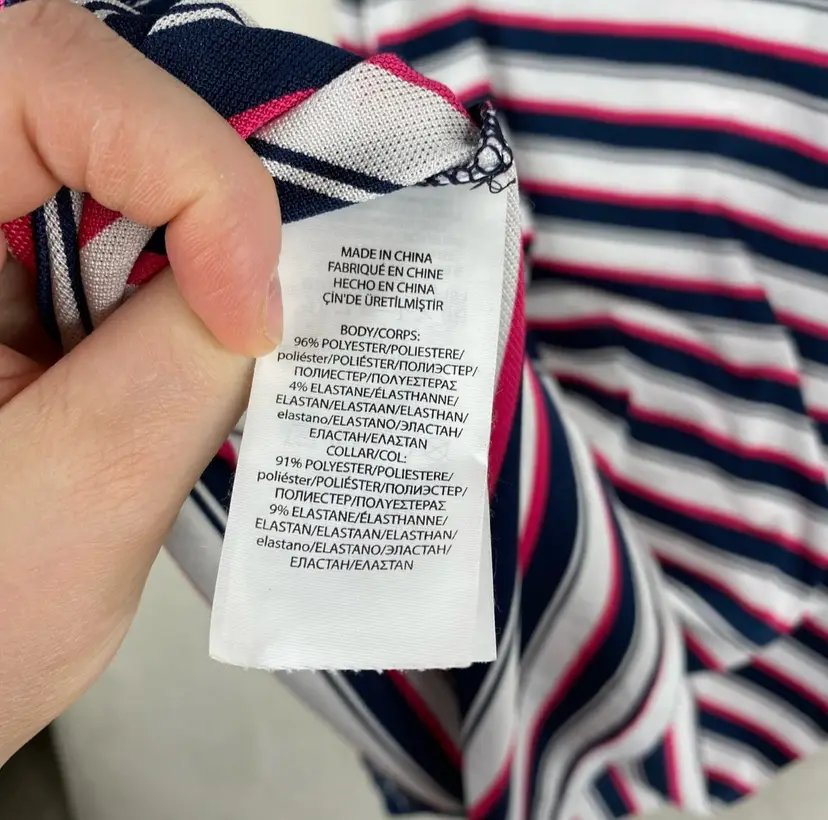 MADE IN CHINA
FABRIQUÉ EN CHINE
HECHO EN CHINA
ÇİN'DE ÜRETİLMİŞTİR
BODY/CORPS:
96% POLYESTER/POLIESTERE/
poliéster/POLIÉSTER/ПОЛИЭСТЕР/
ПОЛИЕСТЕР/ΠΟΛΥΕΣΤΕΡΑΣ
4% ELASTANE/ÉLASTHANNE/
ELASTAN/ELASTAAN/ELASTHAN/
elastano/ELASTANO/ЭЛАСТАН/
ЕЛАСТАН/ΕΛΑΣΤΑΝ
COLLAR/COL:
91% POLYESTER/POLIESTERE/
poliéster/POLIÉSTER/ПОЛИЭСТЕР/
ПОЛИЕСТЕР/ΠΟΛΥΕΣΤΕΡΑΣ
9% ELASTANE/ÉLASTHANNE/
ELASTAN/ELASTAAN/ELASTHAN/
elastano/ELASTANO/ЭЛАСТАН/
ЕЛАСТАН/ΕΛΑΣΤΑΝ